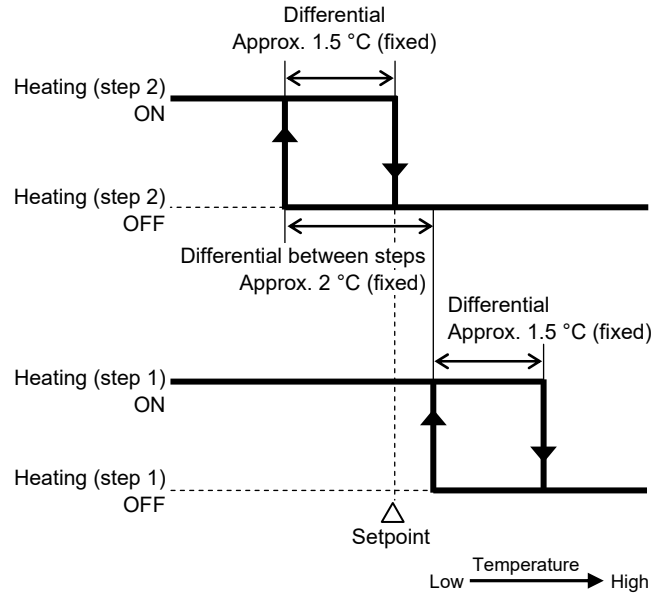 Differential
Approx. 1.5 °C (fixed)
Heating (step 2)
ON
Heating (step 2)
OFF
Differential between steps
Approx. 2 °C (fixed)
Differential
Approx. 1.5 °C (fixed)
Heating (step 1)
ON
Heating (step 1)
OFF
Setpoint
Temperature
Low High